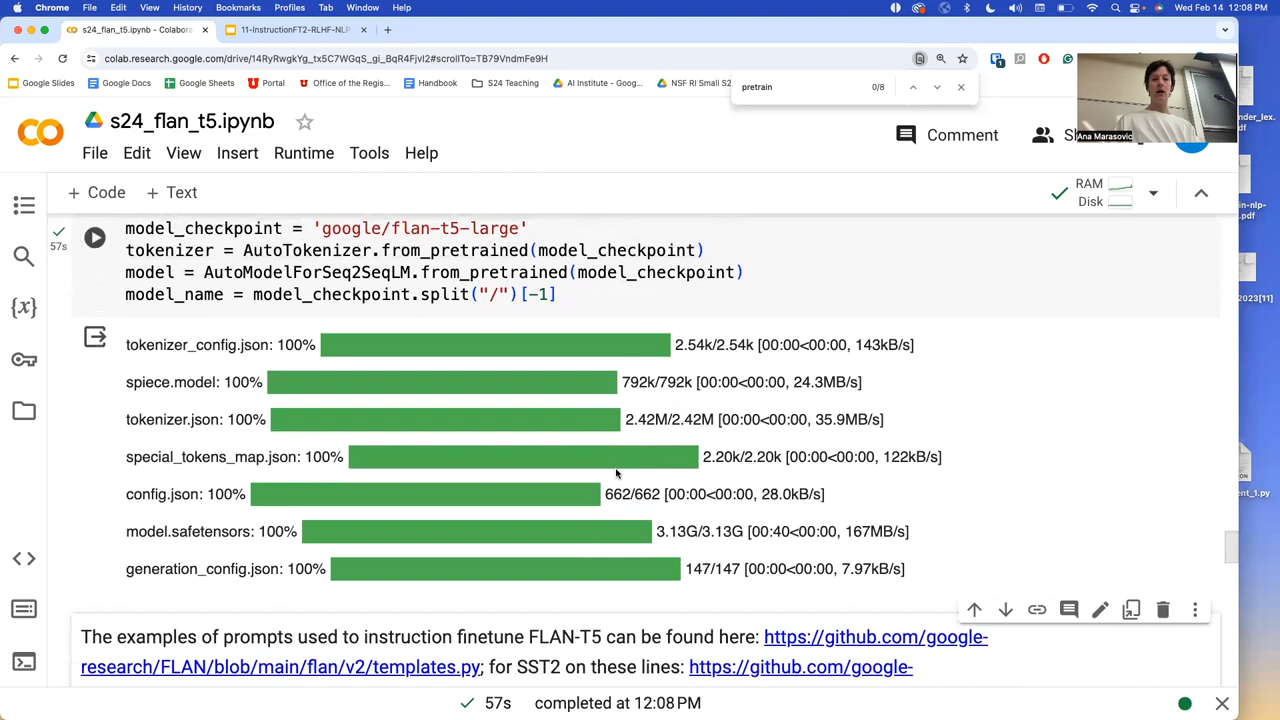 Chrome File Edit View History Bookmarks Profiles Tab Window Help Wed Feb 14 12:08 PM
s24_flan_t5.ipynb - Colabora
11-InstructionFT2-RLHF-NLP
colab.research.google.com/drive/
Google Slides Google Docs Google Sheets Portal Office of the Regis... Handbook S24 Teaching AI Institute - Goog... NSF RI Small S2
pretrain 0/8
Ana Marasovic
s24_flan_t5.ipynb
Comment
File Edit View Insert Runtime Tools Help
+ Code + Text
RAM
Disk
57s
model_checkpoint = 'google/flan-t5-large'
tokenizer = AutoTokenizer.from_pretrained(model_checkpoint)
model = AutoModelForSeq2SeqLM.from_pretrained(model_checkpoint)
model_name = model_checkpoint.split("/")[-1]
tokenizer_config.json: 100% 2.54k/2.54k [00:00<00:00, 143kB/s]
spiece.model: 100% 792k/792k [00:00<00:00, 24.3MB/s]
tokenizer.json: 100% 2.42M/2.42M [00:00<00:00, 35.9MB/s]
special_tokens_map.json: 100% 2.20k/2.20k [00:00<00:00, 122kB/s]
config.json: 100% 662/662 [00:00<00:00, 28.0kB/s]
model.safetensors: 100% 3.13G/3.13G [00:40<00:00, 167MB/s]
generation_config.json: 100% 147/147 [00:00<00:00, 7.97kB/s]
The examples of prompts used to instruction finetune FLAN-T5 can be found here: https://github.com/google-
research/FLAN/blob/main/flan/v2/templates.py; for SST2 on these lines: https://github.com/google-
57s completed at 12:08 PM